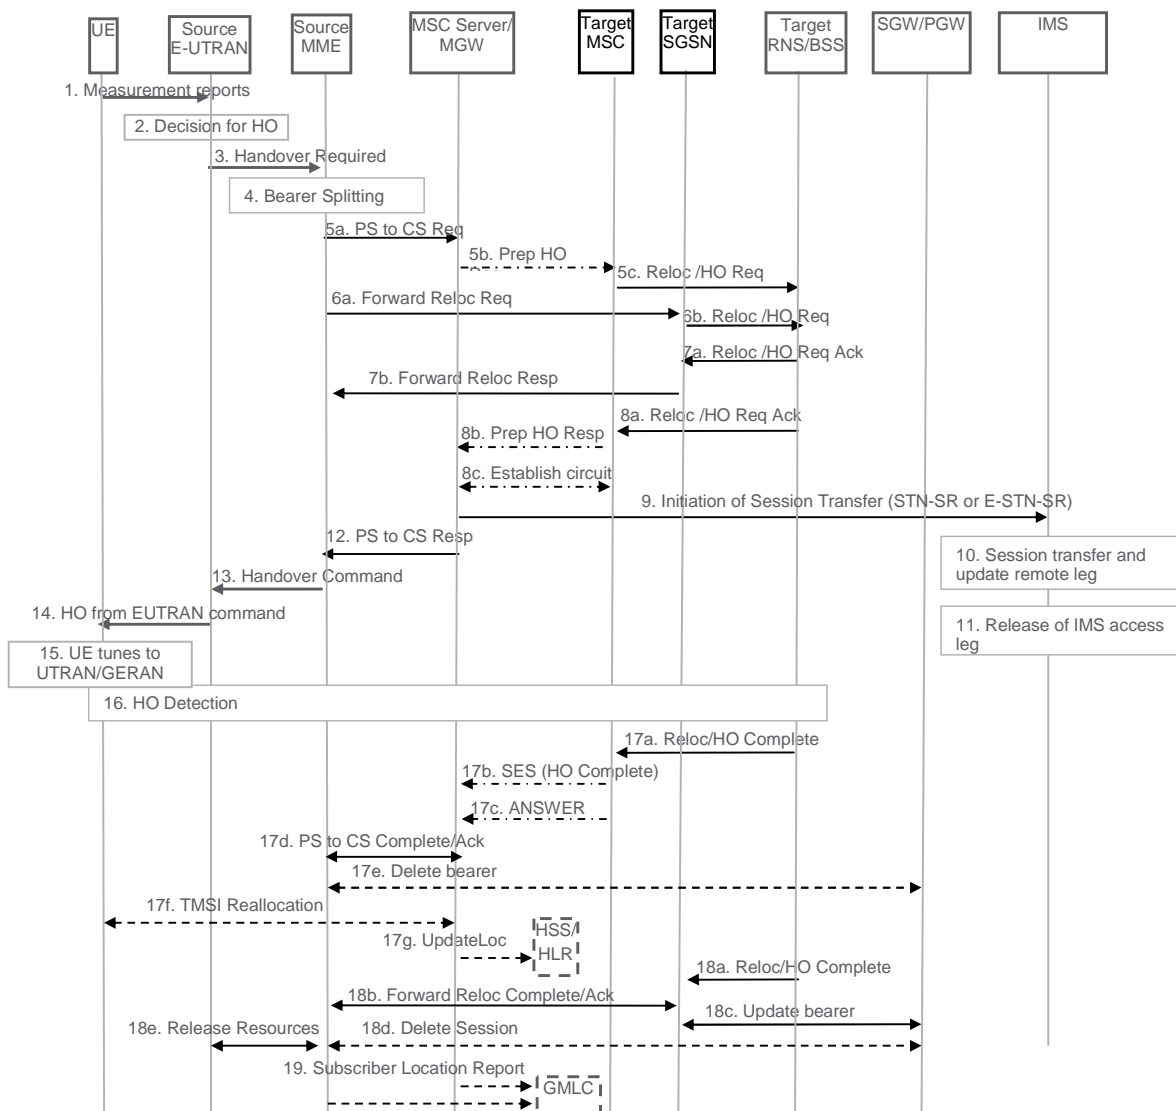 UE
Source
E-UTRAN
Source
MME
MSC Server/
MGW
Target
MSC
Target
SGSN
Target
RNS/BSS
SGW/PGW
IMS
1. Measurement reports
2. Decision for HO
3. Handover Required
4. Bearer Splitting
5a. PS to CS Req
5b. Prep HO
5c. Reloc /HO Req
6a. Forward Reloc Req
6b. Reloc /HO Req
7a. Reloc /HO Req Ack
7b. Forward Reloc Resp
8a. Reloc /HO Req Ack
8b. Prep HO Resp
8c. Establish circuit
9. Initiation of Session Transfer (STN-SR or E-STN-SR)
12. PS to CS Resp
10. Session transfer and
update remote leg
13. Handover Command
14. HO from EUTRAN command
11. Release of IMS access
leg
15. UE tunes to
UTRAN/GERAN
16. HO Detection
17a. Reloc/HO Complete
17b. SES (HO Complete)
17c. ANSWER
17d. PS to CS Complete/Ack
17e. Delete bearer
17f. TMSI Reallocation
17g. UpdateLoc
HSS/
HLR
18a. Reloc/HO Complete
18b. Forward Reloc Complete/Ack
18c. Update bearer
18e. Release Resources
18d. Delete Session
19. Subscriber Location Report
GMLC